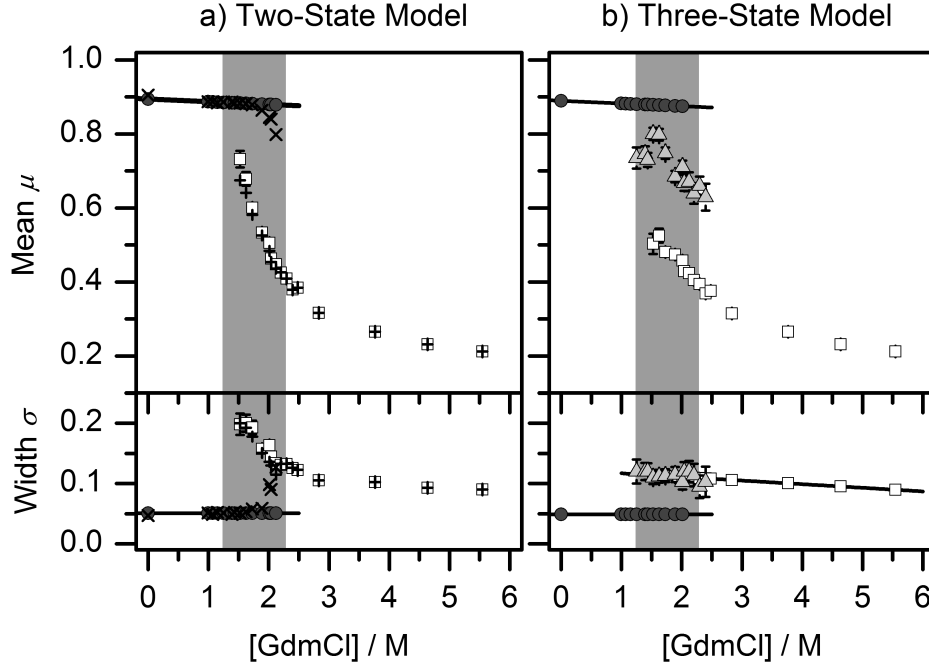 a) Two-State Model
b) Three-State Model
1.0
0.8
0.6
0.4
0.2
Mean μ
0.2
0.1
0.0
Width σ
0 1 2 3 4 5 6
0 1 2 3 4 5 6
[GdmCl] / M
[GdmCl] / M